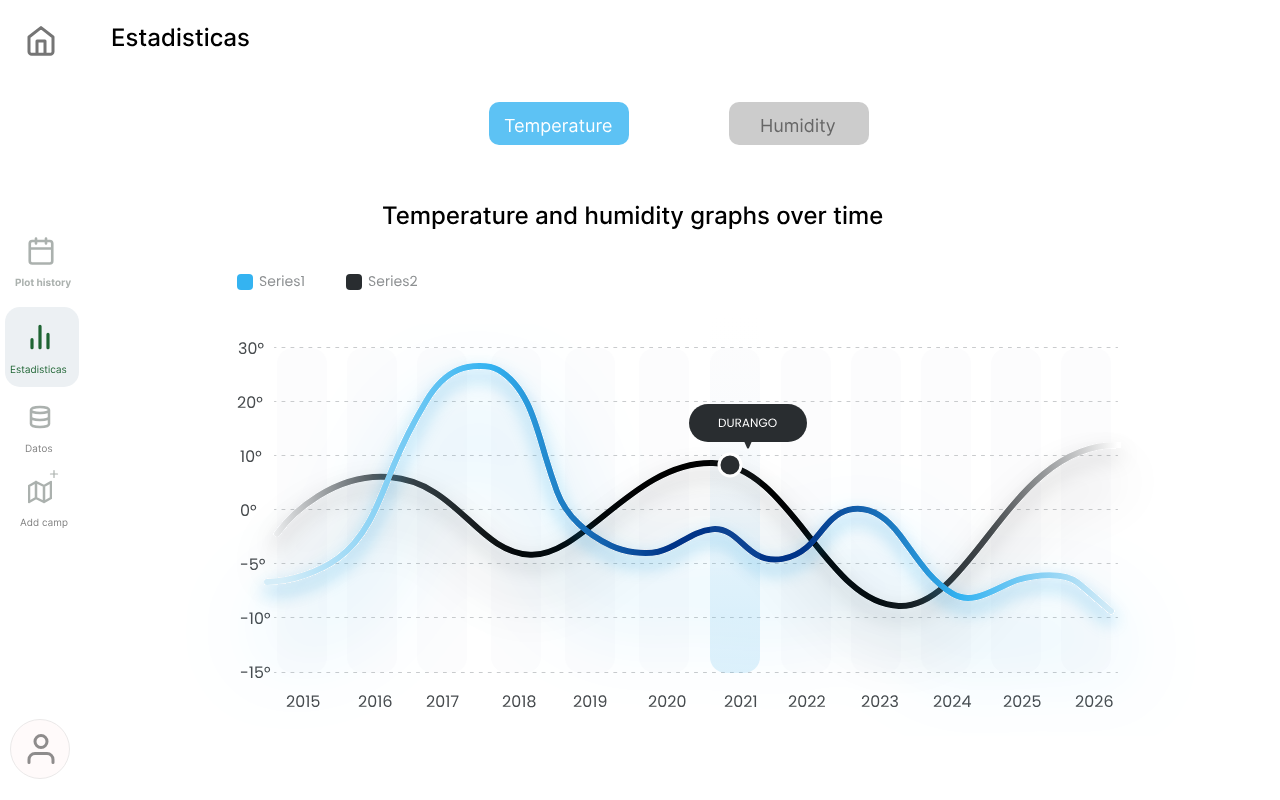 Estadisticas
Temperature
Humidity
Temperature and humidity graphs over time
Series1
Series2
Plot history
Estadisticas
Datos
Add camp
30º
20º
10º
0º
-5º
-10º
-15º
DURANGO
2015
2016
2017
2018
2019
2020
2021
2022
2023
2024
2025
2026